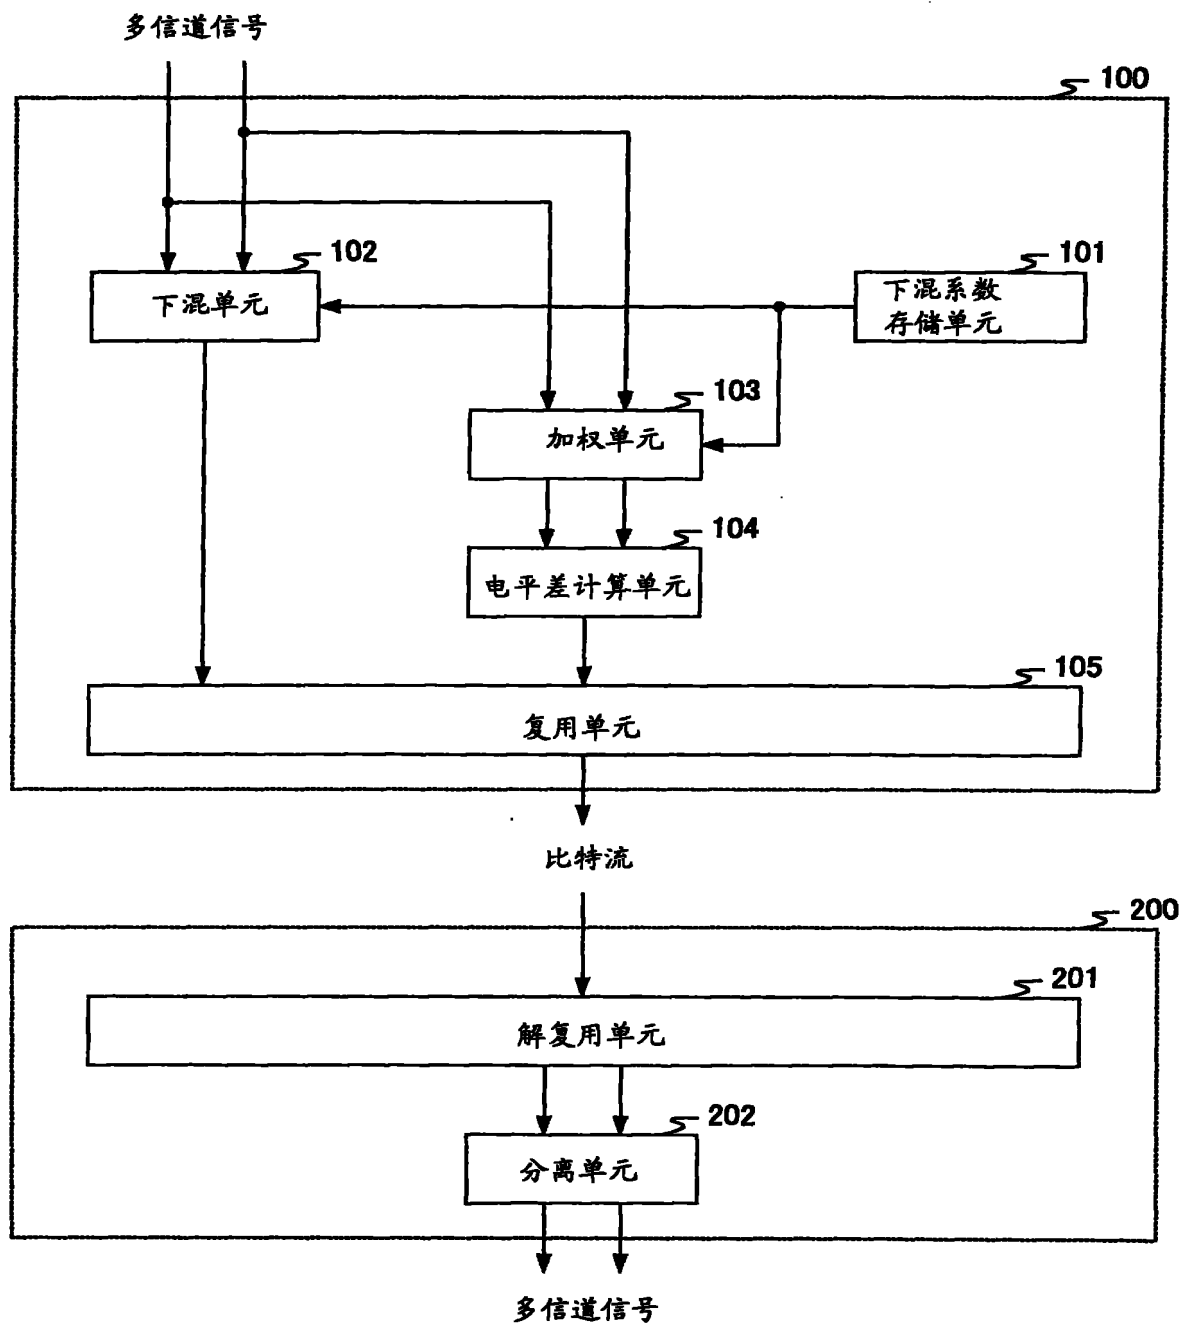 多信道信号
100
102
下混单元
101
下混系数
存储单元
103
加权单元
104
电平差计算单元
105
复用单元
比特流
200
201
解复用单元
202
分离单元
多信道信号